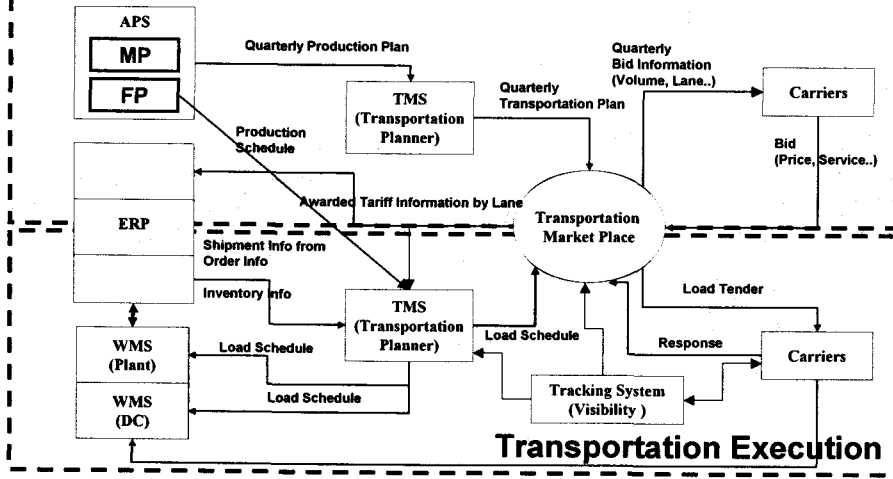 APS
MP
FP
Quarterly Production Plan
TMS
(Transportation
Planner)
Quarterly
Transportation Plan
Quarterly
Bid Information
(Volume, Lane..)
Carriers
Bid
(Price, Service..)
Production
Schedule
Awarded Tariff Information by Lane
Transportation
Market Place
ERP
Shipment Info from
Order Info
Inventory Info
TMS
(Transportation
Planner)
Load Schedule
Load Tender
Response
Carriers
WMS
(Plant)
Load Schedule
WMS
(DC)
Load Schedule
Tracking System
(Visibility )
Transportation Execution